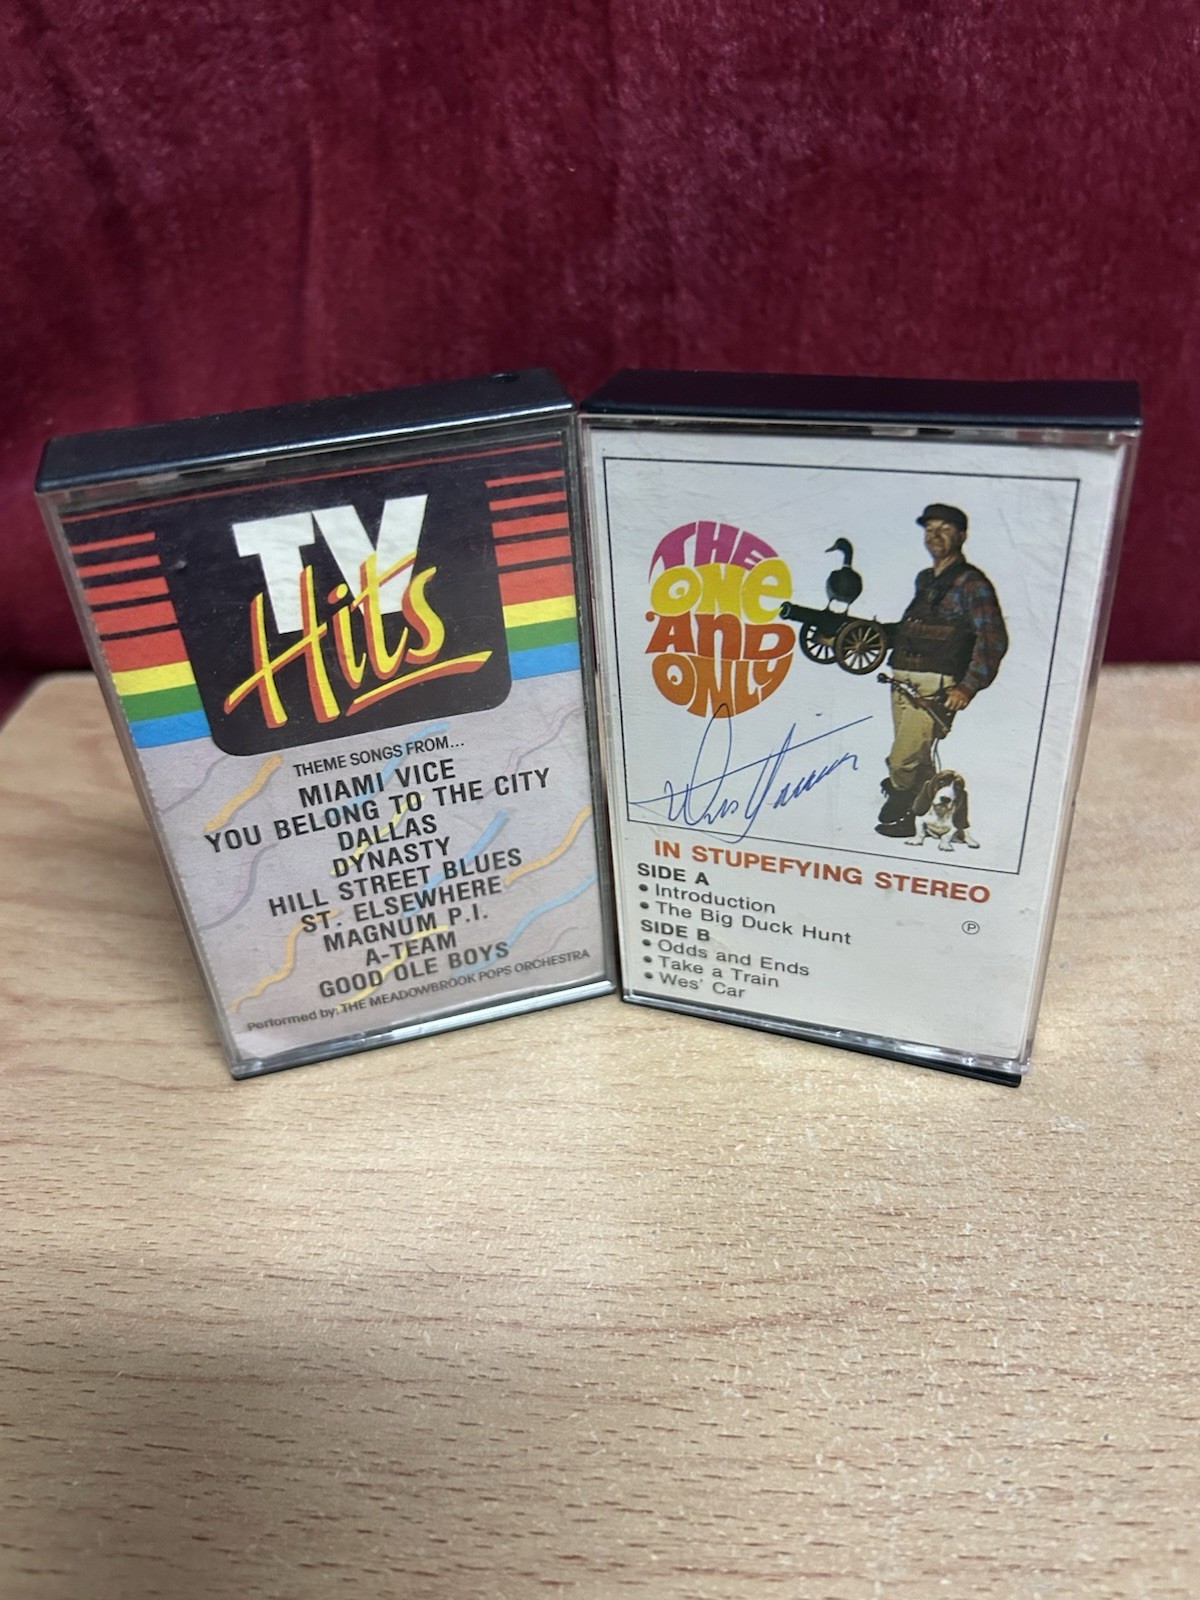 TV
Hits
THEME SONGS FROM...
MIAMI VICE
YOU BELONG TO THE CITY
DALLAS
DYNASTY
HILL STREET BLUES
ST. ELSEWHERE
MAGNUM P.I.
A-TEAM
GOOD OLE BOYS
Performed by: THE MEADOWBROOK POPS ORCHESTRA
THE
ONE
AND
ONLY
IN STUPEFYING STEREO
SIDE A
• Introduction
• The Big Duck Hunt
Ⓟ
SIDE B
• Odds and Ends
• Take a Train
• Wes' Car